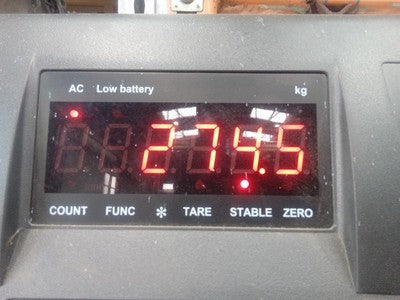 AC Low battery kg
274.5
COUNT FUNC ✻ TARE STABLE ZERO